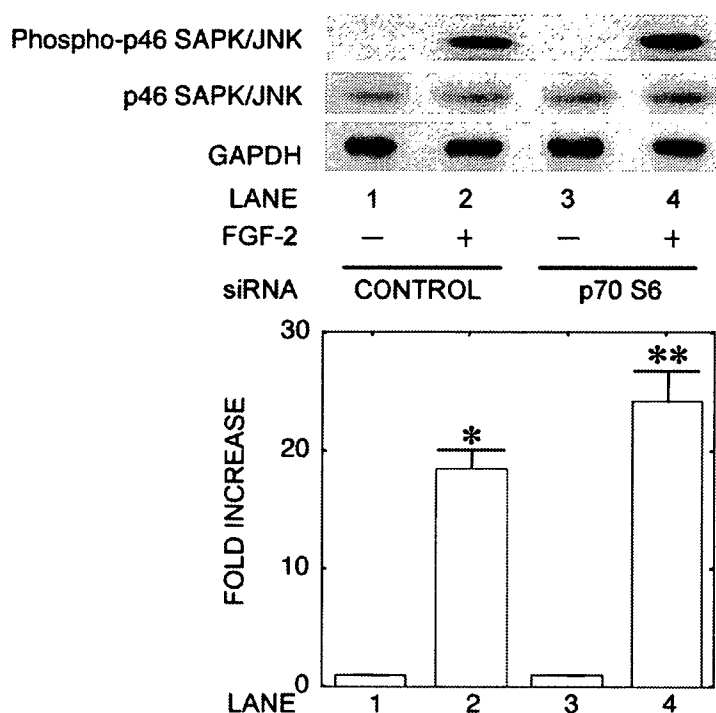 Phospho-p46 SAPK/JNK
p46 SAPK/JNK
GAPDH
LANE 1 2 3 4
FGF-2 − + − +
siRNA CONTROL p70 S6
30
20
10
0
FOLD INCREASE
* **
LANE 1 2 3 4